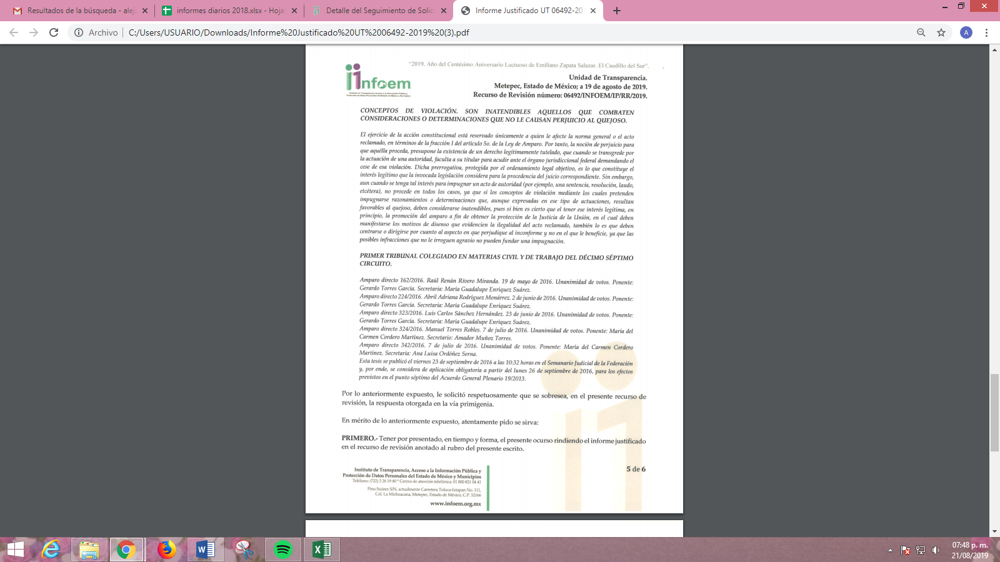 Resultados de la búsqueda - alej
informes diarios 2018.xlsx - Hoja
Detalle del Seguimiento de Solic
Informe Justificado UT 06492-20
Archivo
C:/Users/USUARIO/Downloads/Informe%20Justificado%20UT%2006492-2019%20(3).pdf
A
"2019. Año del Centésimo Aniversario Luctuoso de Emiliano Zapata Salazar. El Caudillo del Sur".
infoem
Instituto de Transparencia, Acceso a la Información Pública y
Protección de Datos Personales del Estado de México y Municipios
Unidad de Transparencia.
Metepec, Estado de México; a 19 de agosto de 2019.
Recurso de Revisión número: 06492/INFOEM/IP/RR/2019.
CONCEPTOS DE VIOLACIÓN. SON INATENDIBLES AQUELLOS QUE COMBATEN
CONSIDERACIONES O DETERMINACIONES QUE NO LE CAUSAN PERJUICIO AL QUEJOSO.
El ejercicio de la acción constitucional está reservado únicamente a quien le afecte la norma general o el acto
reclamado, en términos de la fracción I del artículo 5o. de la Ley de Amparo. Por tanto, la noción de perjuicio para
que aquélla proceda, presupone la existencia de un derecho legítimamente tutelado, que cuando se transgrede por
la actuación de una autoridad, faculta a su titular para acudir ante el órgano jurisdiccional federal demandando el
cese de esa violación. Dicha prerrogativa, protegida por el ordenamiento legal objetivo, es lo que constituye el
interés legítimo que la invocada legislación considera para la procedencia del juicio correspondiente. Sin embargo,
aun cuando se tenga tal interés para impugnar un acto de autoridad (por ejemplo, una sentencia, resolución, laudo,
etcétera), no procede en todos los casos, ya que si los conceptos de violación mediante los cuales pretenden
impugnarse razonamientos o determinaciones que, aunque expresadas en ese tipo de actuaciones, resultan
favorables al quejoso, deben considerarse inatendibles, pues si bien es cierto que el tener ese interés legitima, en
principio, la promoción del amparo a fin de obtener la protección de la Justicia de la Unión, en el cual deben
manifestarse los motivos de disenso que evidencien la ilegalidad del acto reclamado, también lo es que deben
centrarse o dirigirse por cuanto al aspecto en que perjudique al inconforme y no en el que le beneficie, ya que las
posibles infracciones que no le irroguen agravio no pueden fundar una impugnación.
PRIMER TRIBUNAL COLEGIADO EN MATERIAS CIVIL Y DE TRABAJO DEL DÉCIMO SÉPTIMO
CIRCUITO.
Amparo directo 162/2016. Raúl Renán Rivero Miranda. 19 de mayo de 2016. Unanimidad de votos. Ponente:
Gerardo Torres García. Secretaria: María Guadalupe Enríquez Suárez.
Amparo directo 224/2016. Abril Adriana Rodríguez Monárrez. 2 de junio de 2016. Unanimidad de votos. Ponente:
Gerardo Torres García. Secretaria: María Guadalupe Enríquez Suárez.
Amparo directo 323/2016. Luis Carlos Sánchez Hernández. 23 de junio de 2016. Unanimidad de votos. Ponente:
Gerardo Torres García. Secretaria: María Guadalupe Enríquez Suárez.
Amparo directo 324/2016. Manuel Torres Robles. 7 de julio de 2016. Unanimidad de votos. Ponente: María del
Carmen Cordero Martínez. Secretario: Amador Muñoz Torres.
Amparo directo 342/2016. 7 de julio de 2016. Unanimidad de votos. Ponente: María del Carmen Cordero
Martínez. Secretaria: Ana Luisa Ordóñez Serna.
Esta tesis se publicó el viernes 23 de septiembre de 2016 a las 10:32 horas en el Semanario Judicial de la Federación
y, por ende, se considera de aplicación obligatoria a partir del lunes 26 de septiembre de 2016, para los efectos
previstos en el punto séptimo del Acuerdo General Plenario 19/2013.
Por lo anteriormente expuesto, le solicitó respetuosamente que se sobresea, en el presente recurso de
revisión, la respuesta otorgada en la vía primigenia.
En mérito de lo anteriormente expuesto, atentamente pido se sirva:
PRIMERO.- Tener por presentado, en tiempo y forma, el presente ocurso rindiendo el informe justificado
en el recurso de revisión anotado al rubro del presente escrito.
Instituto de Transparencia, Acceso a la Información Pública y
Protección de Datos Personales del Estado de México y Municipios
Teléfono: (722) 2 26 19 80 * Centro de atención telefónica: 01 800 821 04 41
Pino Suárez S/N, actualmente Carretera Toluca-Ixtapan No. 111,
Col. La Michoacana, Metepec, Estado de México, C.P. 52166
www.infoem.org.mx
5 de 6
07:48 p. m.
21/08/2019